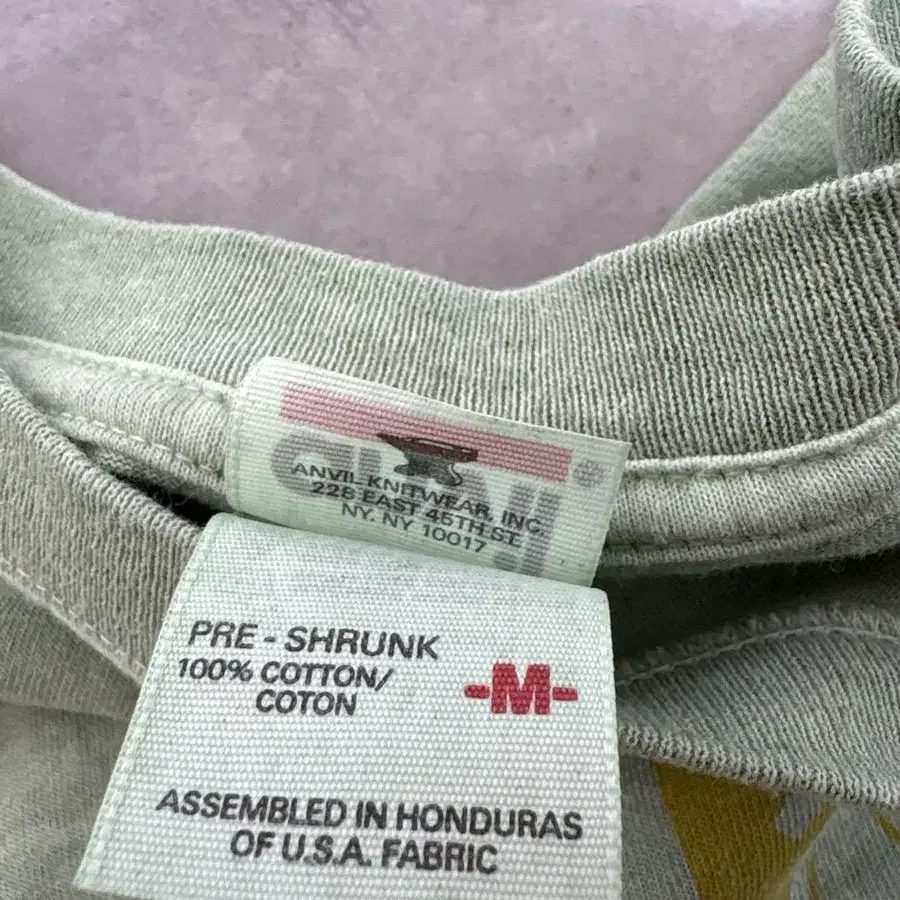 ANVIL KNITWEAR, INC.
228 EAST 45TH ST.
NY. NY 10017
PRE - SHRUNK
100% COTTON/
COTON
-M-
ASSEMBLED IN HONDURAS
OF U.S.A. FABRIC